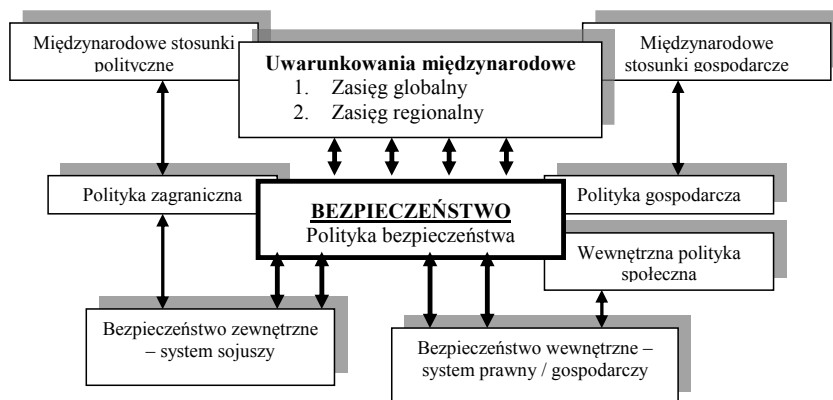 Międzynarodowe stosunki
polityczne
Uwarunkowania międzynarodowe
1. Zasięg globalny
2. Zasięg regionalny
Międzynarodowe
stosunki gospodarcze
Polityka zagraniczna
BEZPIECZEŃSTWO
Polityka bezpieczeństwa
Polityka gospodarcza
Wewnętrzna polityka
społeczna
Bezpieczeństwo zewnętrzne
– system sojuszy
Bezpieczeństwo wewnętrzne –
system prawny / gospodarczy